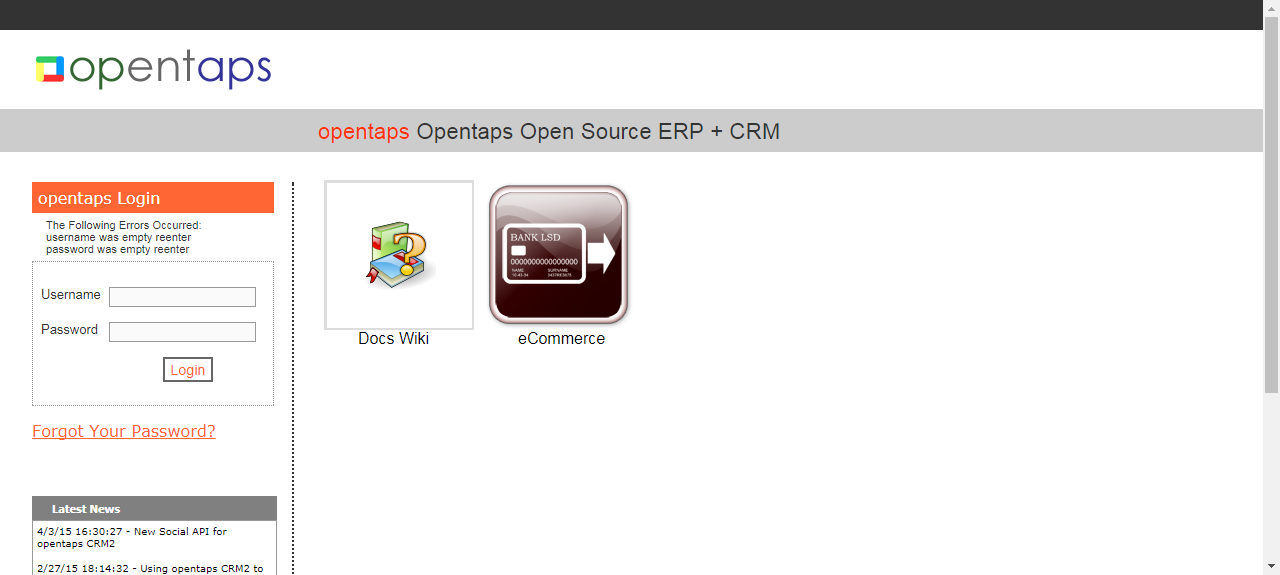 opentaps
opentaps Opentaps Open Source ERP + CRM
opentaps Login
The Following Errors Occurred:
username was empty reenter
password was empty reenter
Username
Password
Login
Forgot Your Password?
BANK LSD
0000000000000000
NAME SURNAME
Docs Wiki
eCommerce
Latest News
4/3/15 16:30:27 - New Social API for
opentaps CRM2
2/27/15 18:14:32 - Using opentaps CRM2 to